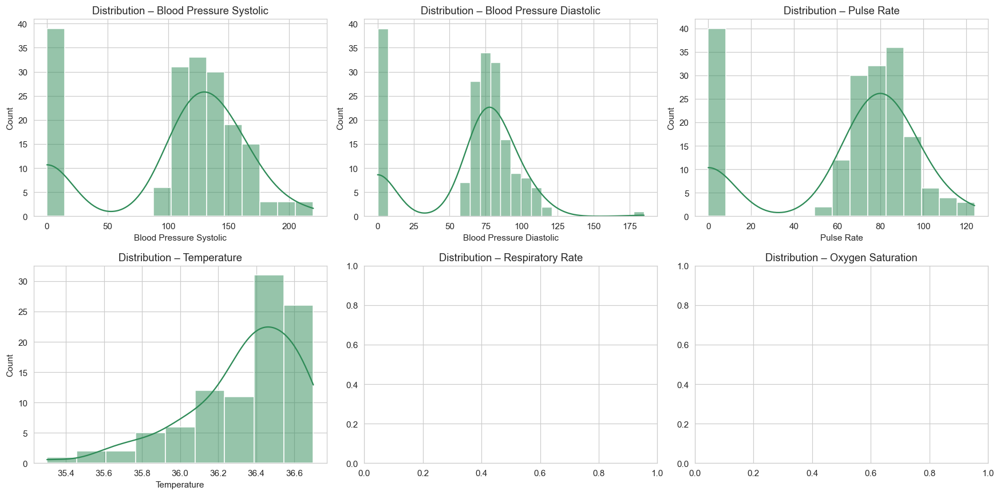 Distribution – Blood Pressure Systolic
40
35
30
25
20
15
10
5
0
Count
0 50 100 150 200
Blood Pressure Systolic
Distribution – Blood Pressure Diastolic
40
35
30
25
20
15
10
5
0
Count
0 25 50 75 100 125 150 175
Blood Pressure Diastolic
Distribution – Pulse Rate
40
35
30
25
20
15
10
5
0
Count
0 20 40 60 80 100 120
Pulse Rate
Distribution – Temperature
30
25
20
15
10
5
0
Count
35.4 35.6 35.8 36.0 36.2 36.4 36.6
Temperature
Distribution – Respiratory Rate
1.0
0.8
0.6
0.4
0.2
0.0
0.0 0.2 0.4 0.6 0.8 1.0
Distribution – Oxygen Saturation
1.0
0.8
0.6
0.4
0.2
0.0
0.0 0.2 0.4 0.6 0.8 1.0